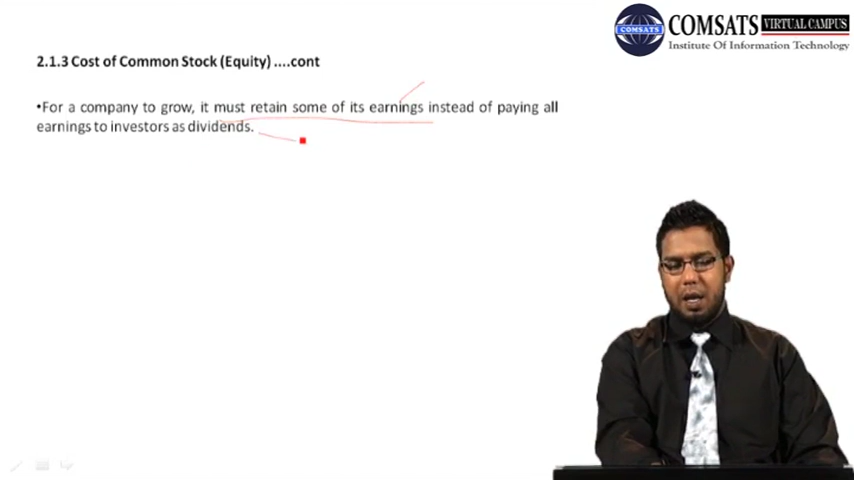 COMSATS VIRTUAL CAMPUS
COMSATS
Institute Of Information Technology
2.1.3 Cost of Common Stock (Equity) ....cont
•For a company to grow, it must retain some of its earnings instead of paying all
earnings to investors as dividends.